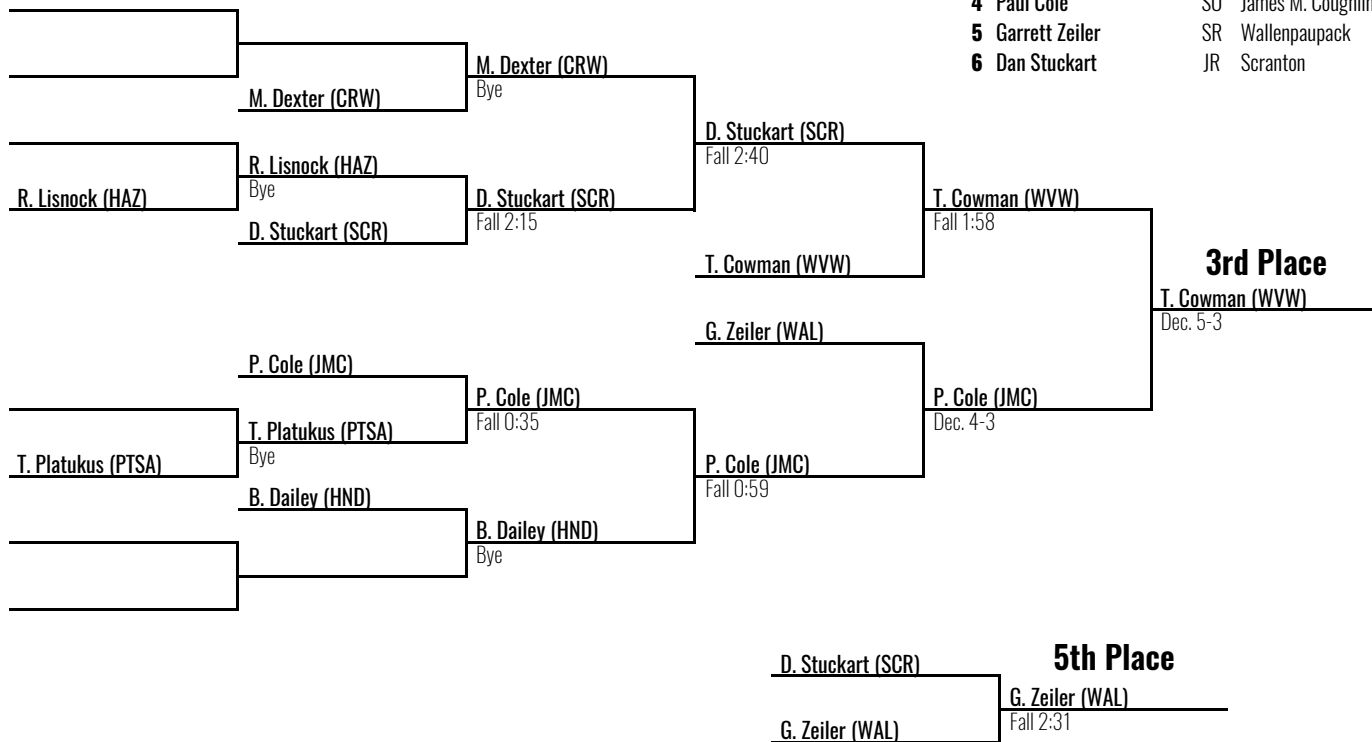 4 Paul Cole SO James M. Coughlin
5 Garrett Zeiler SR Wallenpaupack
6 Dan Stuckart JR Scranton
M. Dexter (CRW)
Bye
M. Dexter (CRW)
D. Stuckart (SCR)
Fall 2:40
R. Lisnock (HAZ)
Bye
R. Lisnock (HAZ)
D. Stuckart (SCR)
Fall 2:15
T. Cowman (WVW)
Fall 1:58
D. Stuckart (SCR)
T. Cowman (WVW)
3rd Place
T. Cowman (WVW)
Dec. 5-3
G. Zeiler (WAL)
P. Cole (JMC)
P. Cole (JMC)
Fall 0:35
P. Cole (JMC)
Dec. 4-3
T. Platukus (PTSA)
Bye
T. Platukus (PTSA)
P. Cole (JMC)
Fall 0:59
B. Dailey (HND)
B. Dailey (HND)
Bye
D. Stuckart (SCR)
5th Place
G. Zeiler (WAL)
Fall 2:31
G. Zeiler (WAL)